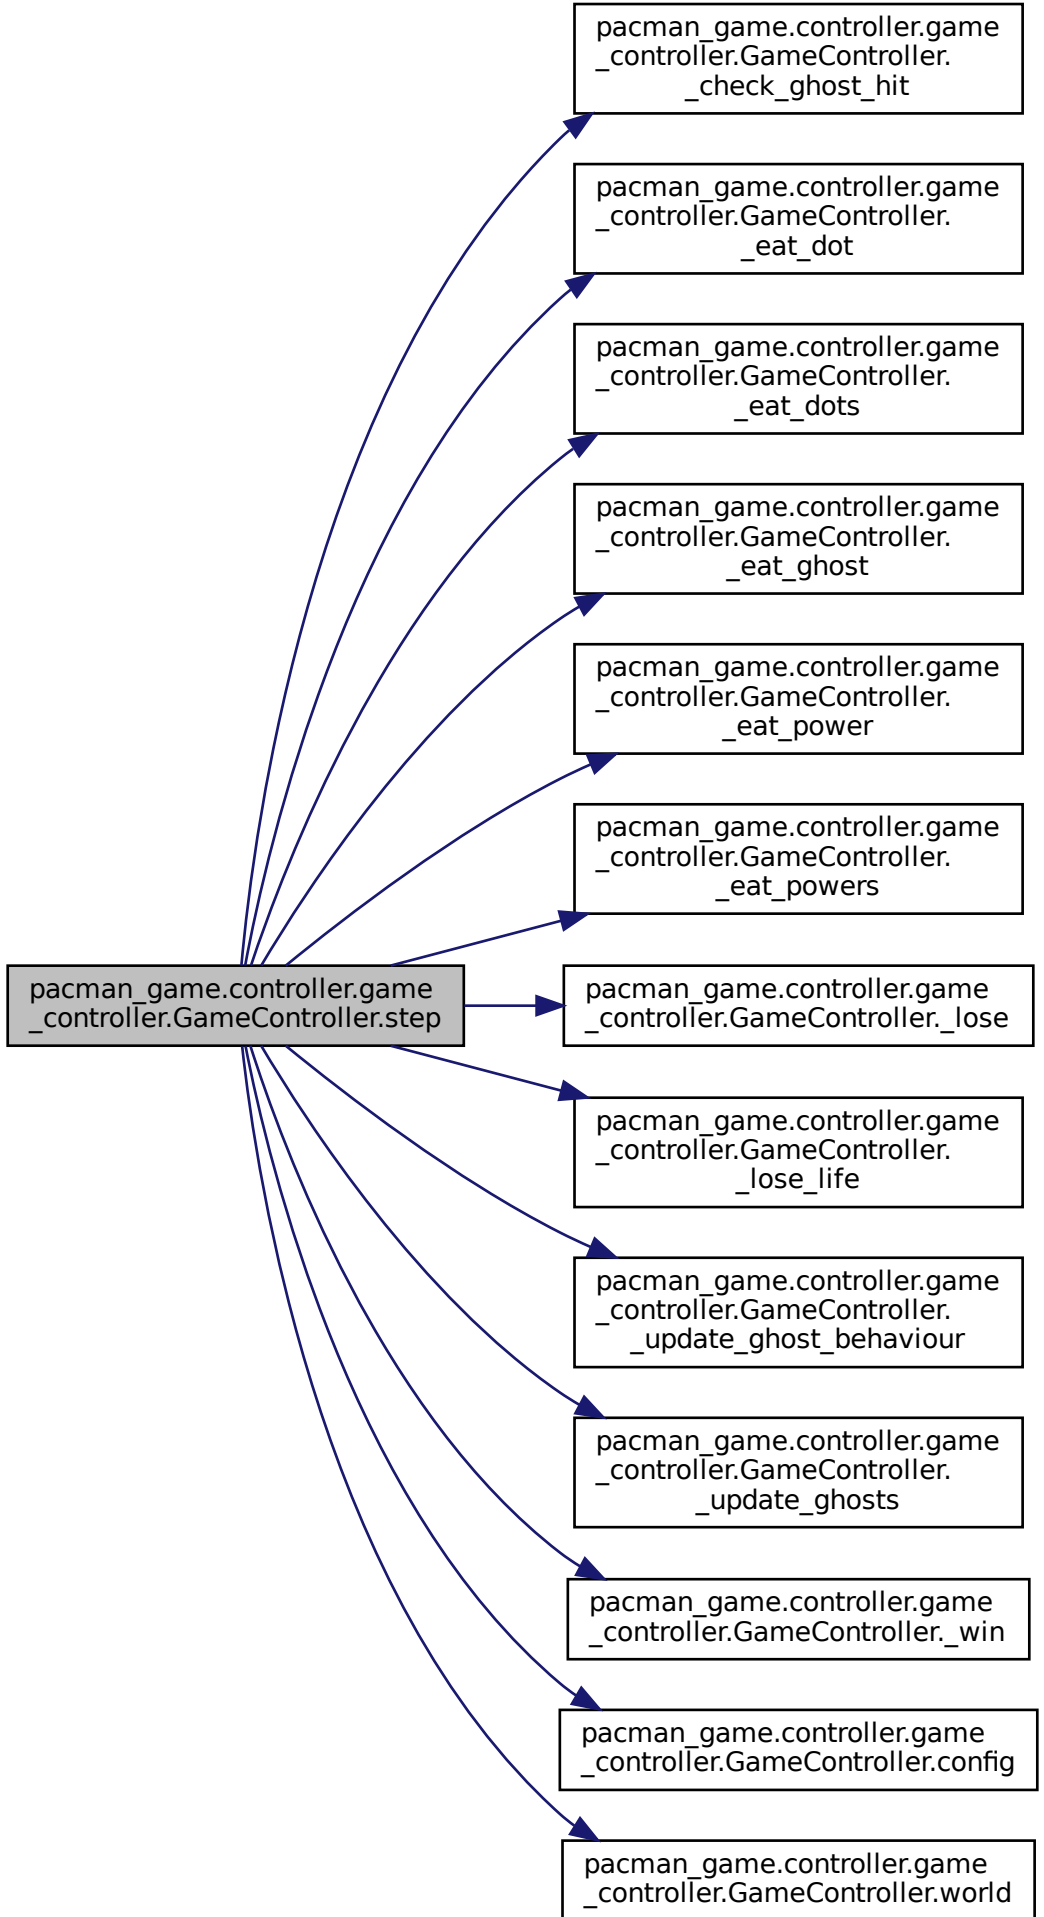 pacman_game.controller.game
_controller.GameController.
_check_ghost_hit
pacman_game.controller.game
_controller.GameController.
_eat_dot
pacman_game.controller.game
_controller.GameController.
_eat_dots
pacman_game.controller.game
_controller.GameController.
_eat_ghost
pacman_game.controller.game
_controller.GameController.
_eat_power
pacman_game.controller.game
_controller.GameController.
_eat_powers
pacman_game.controller.game
_controller.GameController.step
pacman_game.controller.game
_controller.GameController._lose
pacman_game.controller.game
_controller.GameController.
_lose_life
pacman_game.controller.game
_controller.GameController.
_update_ghost_behaviour
pacman_game.controller.game
_controller.GameController.
_update_ghosts
pacman_game.controller.game
_controller.GameController._win
pacman_game.controller.game
_controller.GameController.config
pacman_game.controller.game
_controller.GameController.world